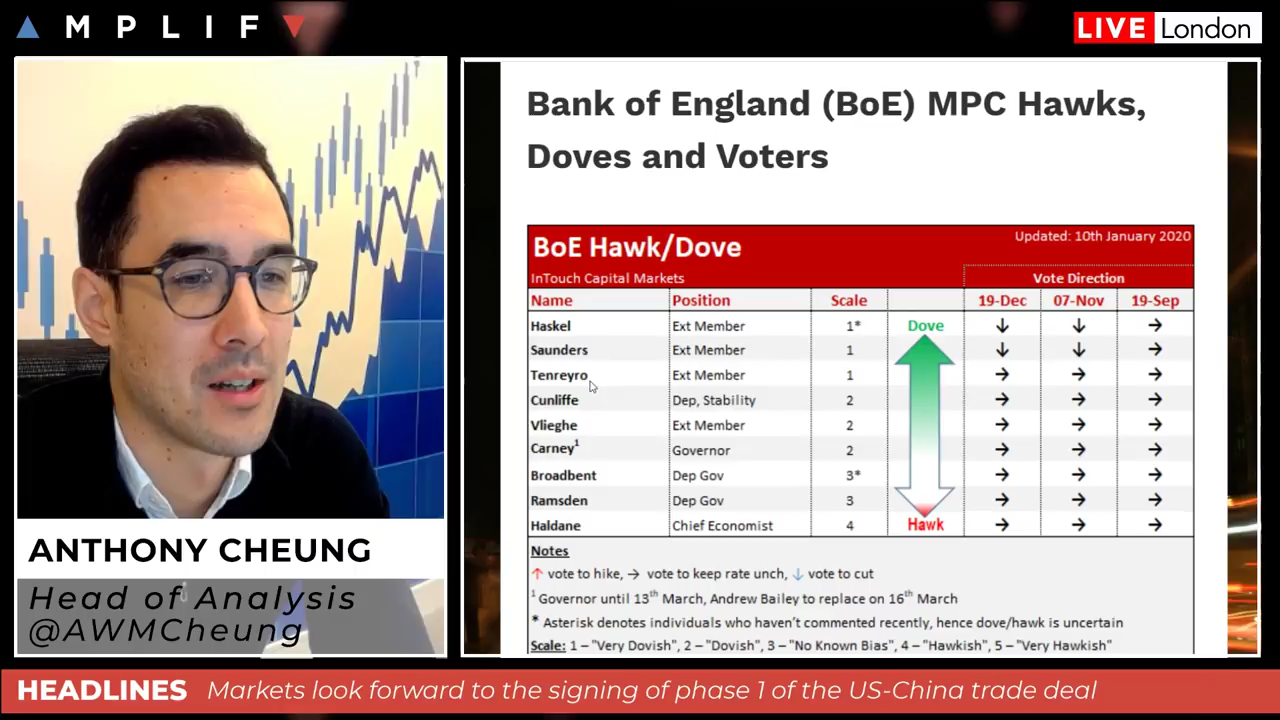 AMPLIFY
LIVE London
Bank of England (BoE) MPC Hawks,
Doves and Voters
BoE Hawk/Dove
Updated: 10th January 2020
InTouch Capital Markets
Vote Direction
Name Position Scale 19-Dec 07-Nov 19-Sep
Haskel Ext Member 1* Dove ↓ ↓ →
Saunders Ext Member 1 ↓ ↓ →
Tenreyro Ext Member 1 → → →
Cunliffe Dep, Stability 2 → → →
Vlieghe Ext Member 2 → → →
Carney¹ Governor 2 → → →
Broadbent Dep Gov 3* → → →
Ramsden Dep Gov 3 → → →
Haldane Chief Economist 4 Hawk → → →
Notes
↑ vote to hike, → vote to keep rate unch, ↓ vote to cut
¹ Governor until 13th March, Andrew Bailey to replace on 16th March
* Asterisk denotes individuals who haven't commented recently, hence dove/hawk is uncertain
Scale: 1 – "Very Dovish", 2 – "Dovish", 3 – "No Known Bias", 4 – "Hawkish", 5 – "Very Hawkish"
ANTHONY CHEUNG
Head of Analysis
@AWMCheung
HEADLINES Markets look forward to the signing of phase 1 of the US-China trade deal